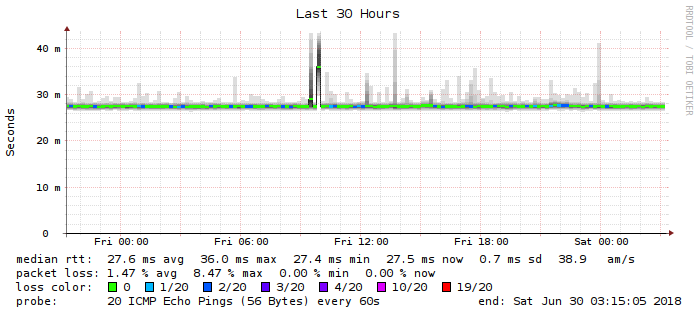 Last 30 Hours
RRDTOOL / TOBI OETIKER
Seconds
40 m
30 m
20 m
10 m
0
Fri 00:00 Fri 06:00 Fri 12:00 Fri 18:00 Sat 00:00
median rtt: 27.6 ms avg 36.0 ms max 27.4 ms min 27.5 ms now 0.7 ms sd 38.9 am/s
packet loss: 1.47 % avg 8.47 % max 0.00 % min 0.00 % now
loss color: 0 1/20 2/20 3/20 4/20 10/20 19/20
probe: 20 ICMP Echo Pings (56 Bytes) every 60s end: Sat Jun 30 03:15:05 2018